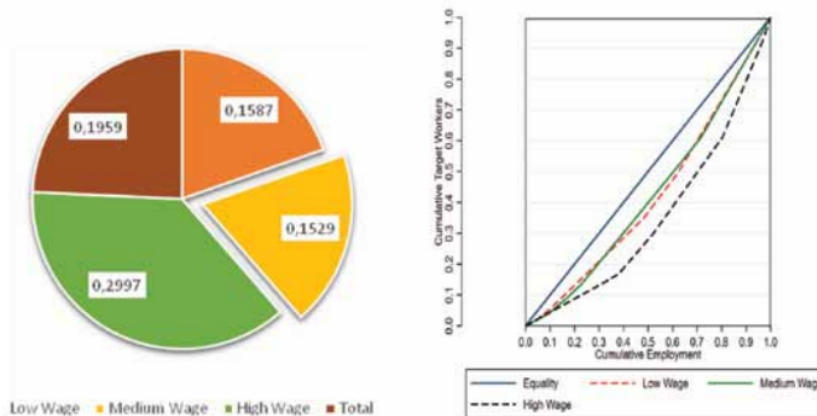 0,1959
0,1587
0,1529
0,2997
Low Wage Medium Wage High Wage Total
Cumulative Target Workers
1.0
0.9
0.8
0.7
0.6
0.5
0.4
0.3
0.2
0.1
0.0
0.0 0.1 0.2 0.3 0.4 0.5 0.6 0.7 0.8 0.9 1.0
Cumulative Employment
Equality Low Wage Medium Wag
High Wage